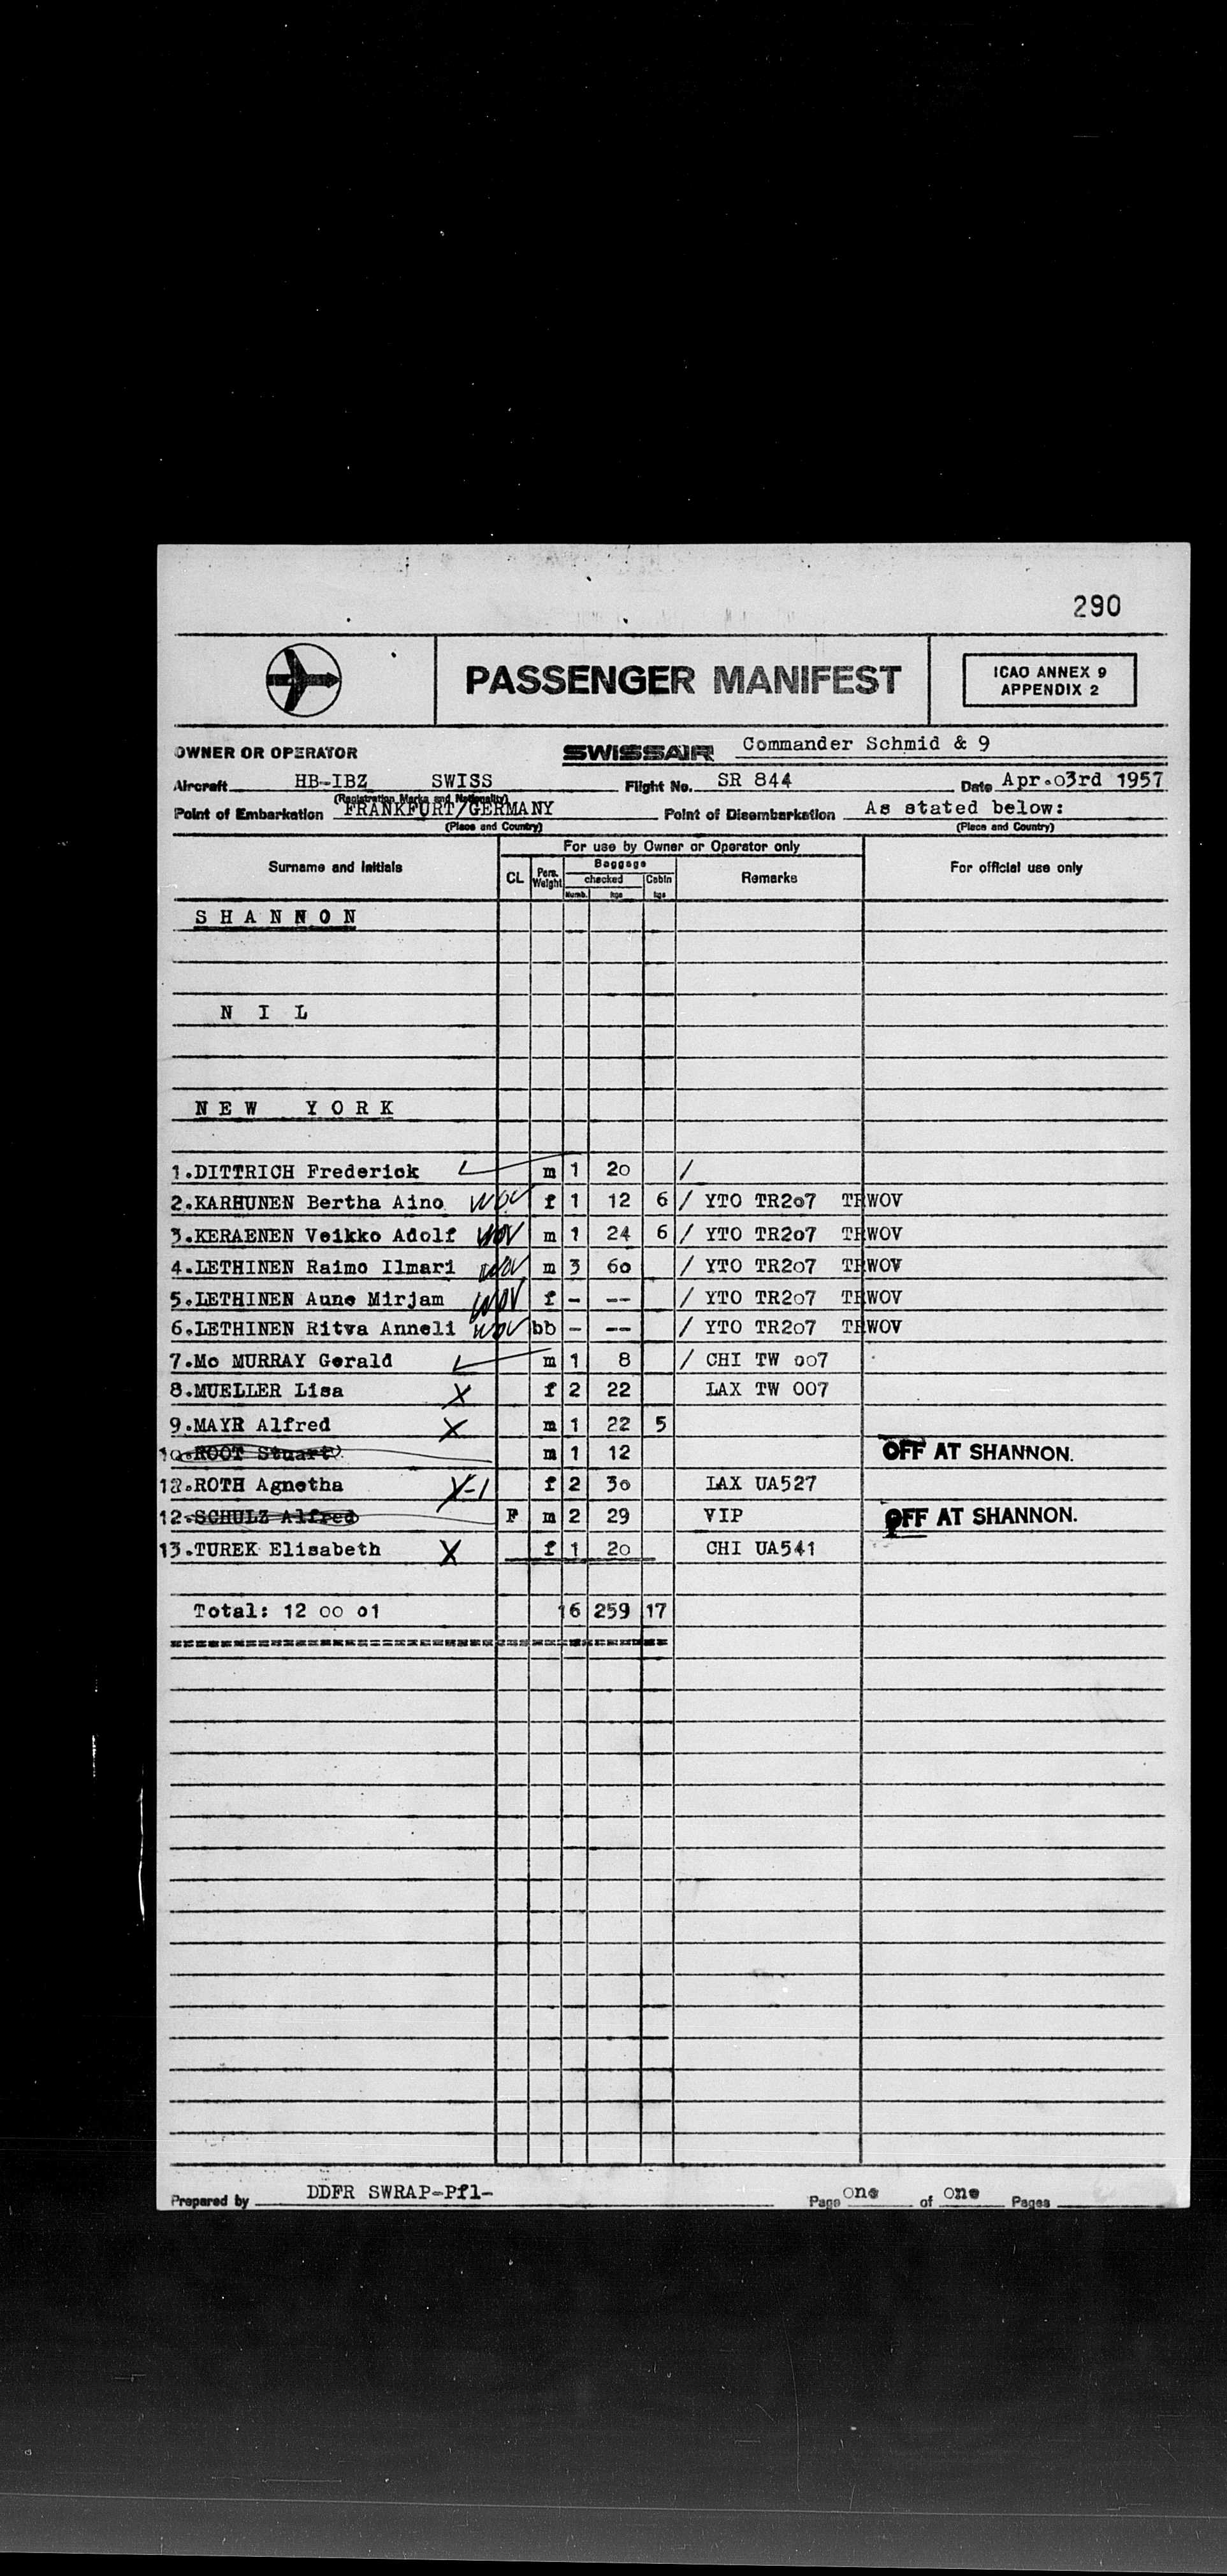 290
PASSENGER MANIFEST
ICAO ANNEX 9
APPENDIX 2
OWNER OR OPERATOR SWISSAIR Commander Schmid & 9
Aircraft HB-IBZ SWISS Flight No. SR 844 Date Apr.03rd 1957
(Registration Marks and Nationality)
Point of Embarkation FRANKFURT/GERMANY Point of Disembarkation As stated below:
(Place and Country) (Place and Country)
For use by Owner or Operator only
Surname and Initials CL Pers. Weight Baggage Remarks For official use only
checked Cabin
Numb. kgs kgs
SHANNON
NIL
NEW YORK
1.DITTRICH Frederick m 1 20 /
2.KARHUNEN Bertha Aino WOV f 1 12 6 / YTO TR207 TRWOV
3.KERAENEN Veikko Adolf WOV m 1 24 6 / YTO TR207 TRWOV
4.LETHINEN Raimo Ilmari WOV m 3 60 / YTO TR207 TRWOV
5.LETHINEN Aune Mirjam WOV f - -- / YTO TR207 TRWOV
6.LETHINEN Ritva Anneli WOV bb - -- / YTO TR207 TRWOV
7.Mc MURRAY Gerald m 1 8 / CHI TW 007
8.MUELLER Lisa X f 2 22 LAX TW 007
9.MAYR Alfred X m 1 22 5
10.ROOT Stuart m 1 12 OFF AT SHANNON.
12.ROTH Agnetha X-1 f 2 30 LAX UA527
12.SCHULZ Alfred F m 2 29 VIP OFF AT SHANNON.
13.TUREK Elisabeth X f 1 20 CHI UA541
Total: 12 00 01 16 259 17
Prepared by DDFR SWRAP-Pfl- Page one of one Pages